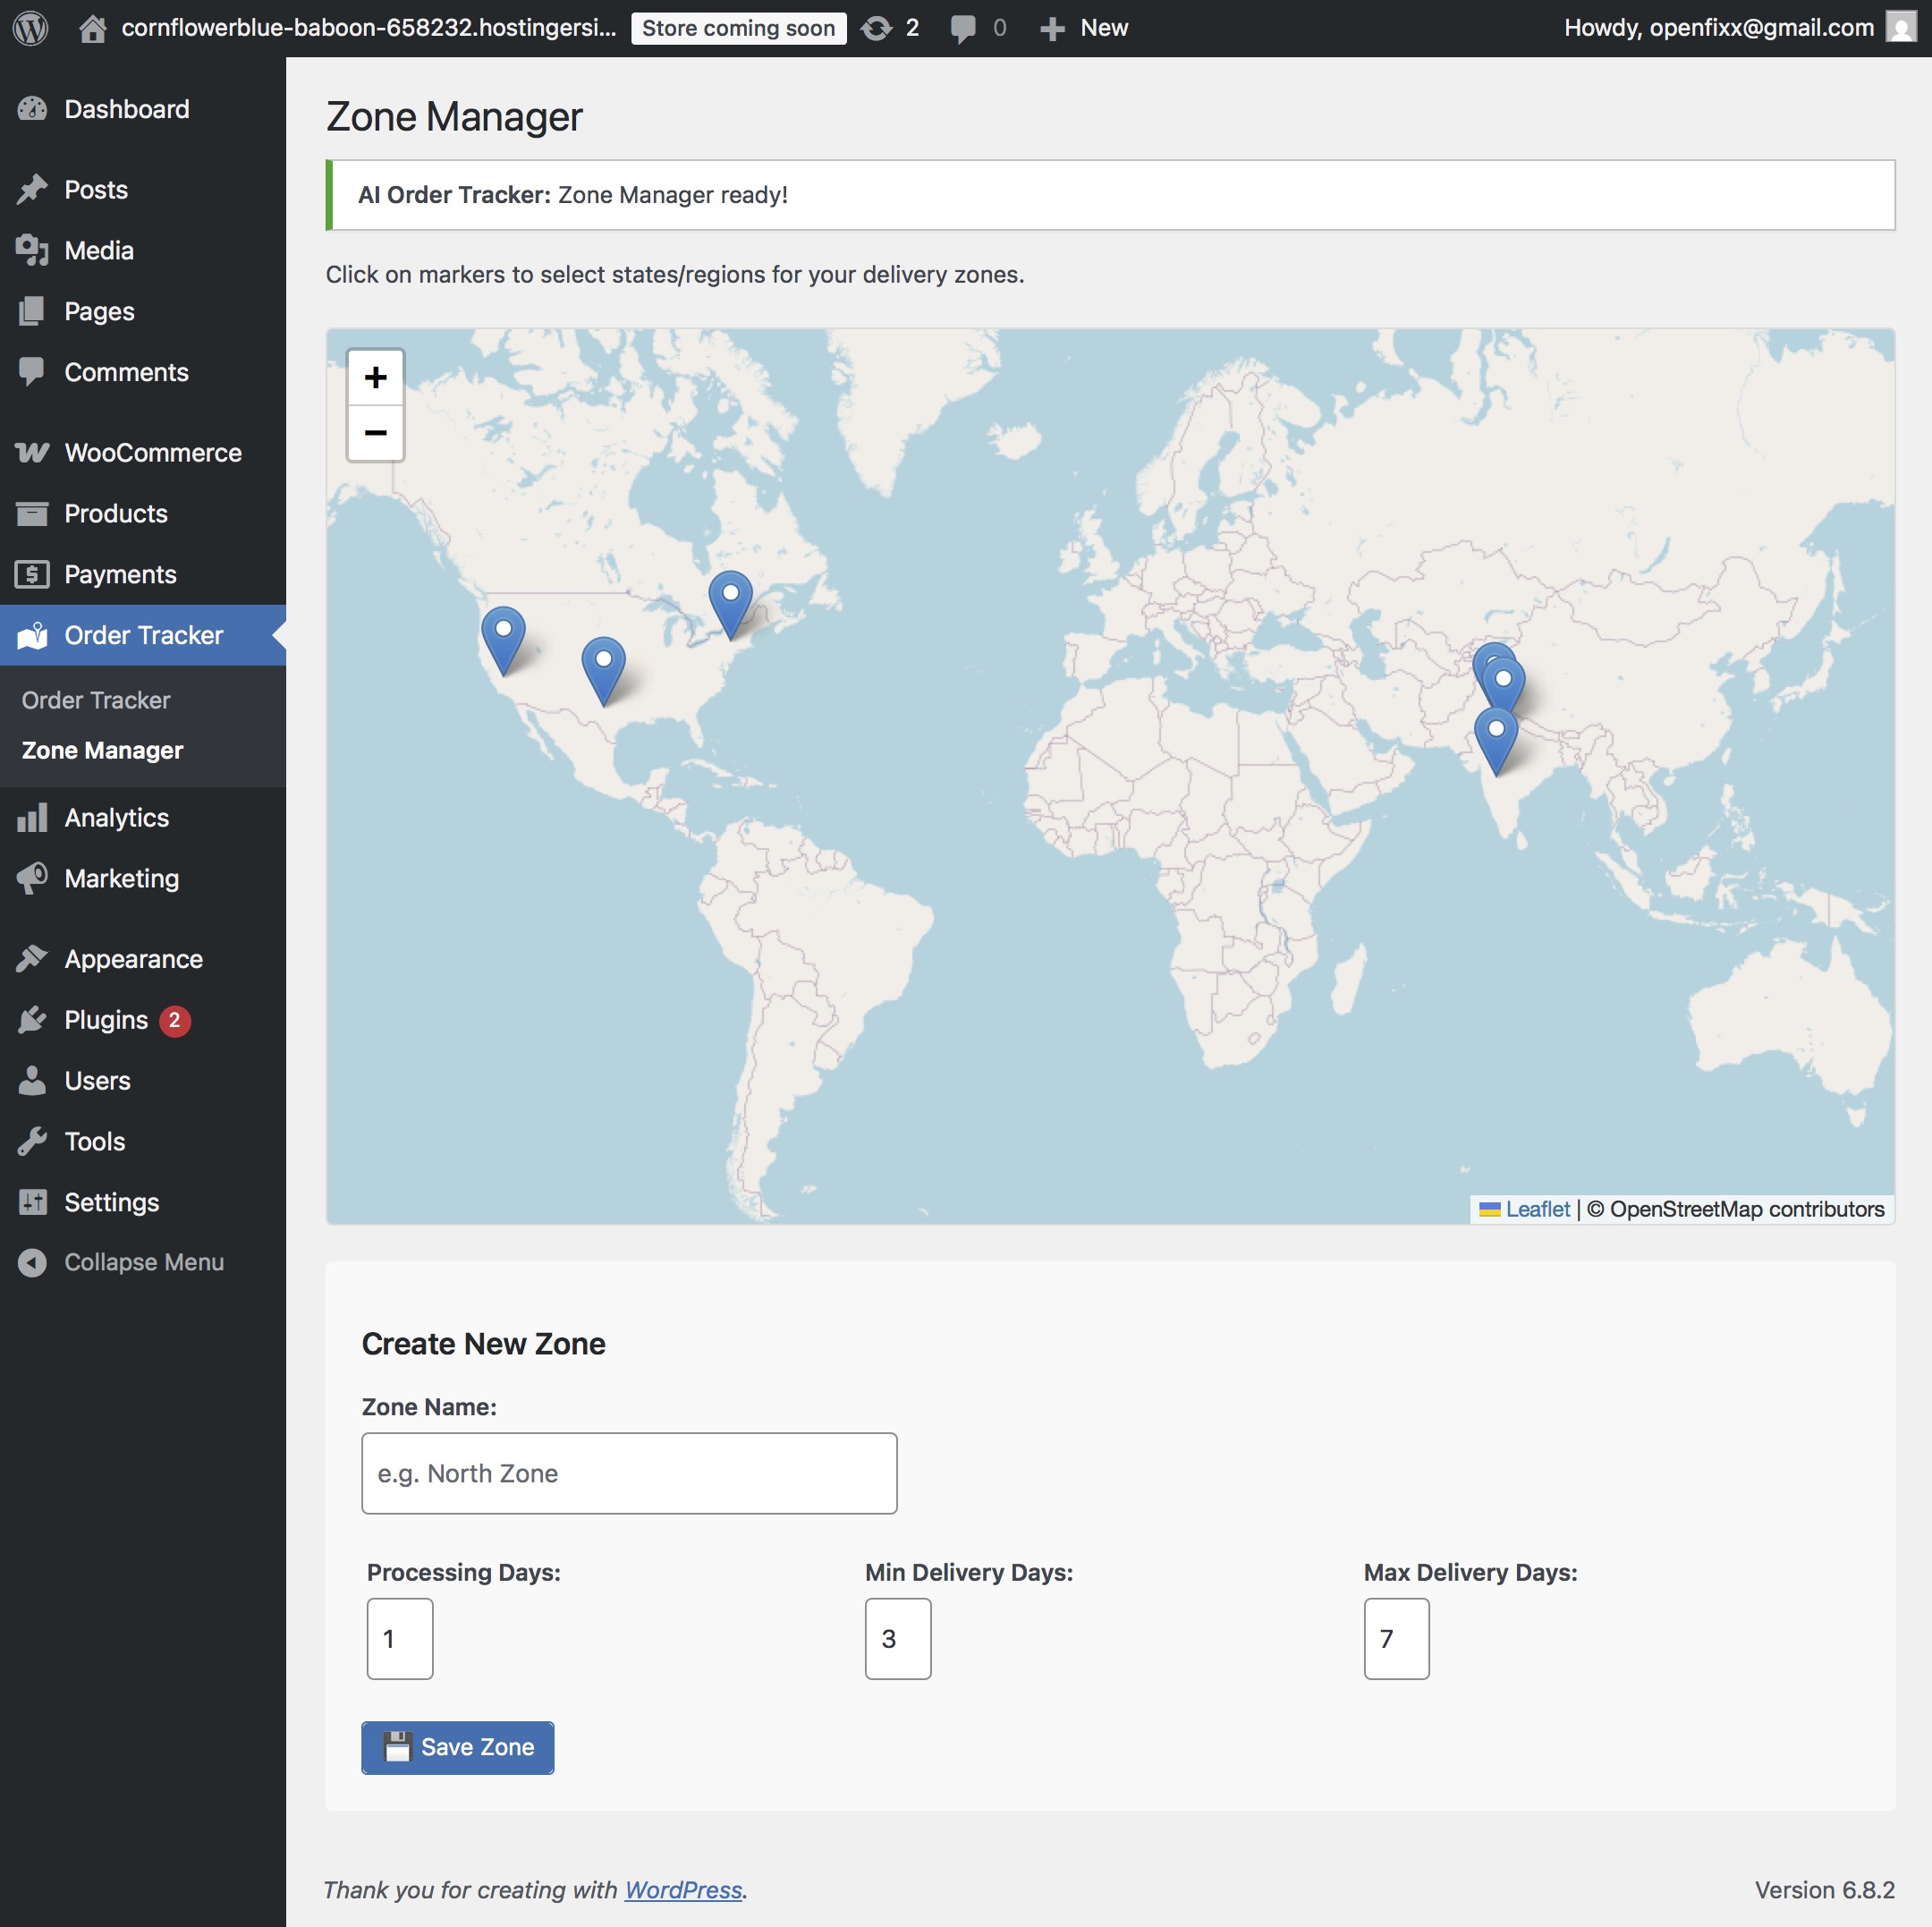 cornflowerblue-baboon-658232.hostingersi...
Store coming soon
2
0
New
Howdy, openfixx@gmail.com
Dashboard
Posts
Media
Pages
Comments
WooCommerce
Products
Payments
Order Tracker
Order Tracker
Zone Manager
Analytics
Marketing
Appearance
Plugins 2
Users
Tools
Settings
Collapse Menu
Zone Manager
AI Order Tracker: Zone Manager ready!
Click on markers to select states/regions for your delivery zones.
+
−
Leaflet | © OpenStreetMap contributors
Create New Zone
Zone Name:
e.g. North Zone
Processing Days:
Min Delivery Days:
Max Delivery Days:
1
3
7
Save Zone
Thank you for creating with WordPress.
Version 6.8.2